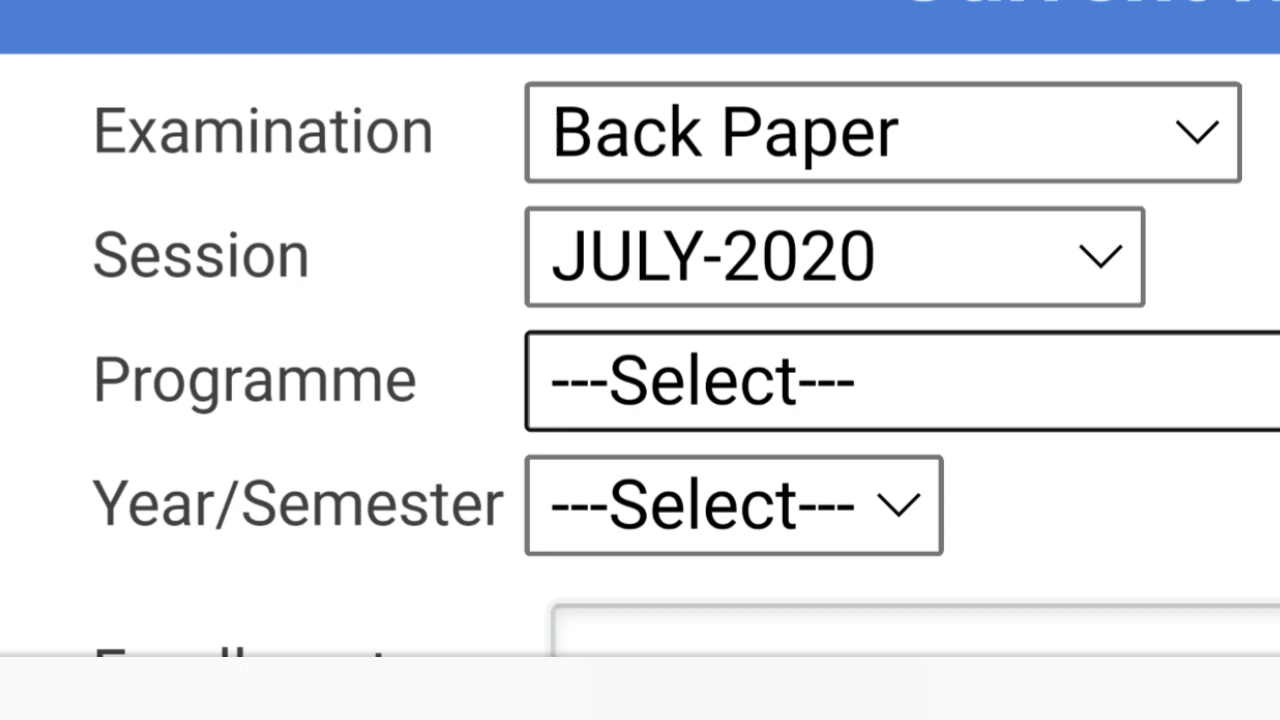 Examination Back Paper
Session JULY-2020
Programme ---Select---
Year/Semester ---Select---